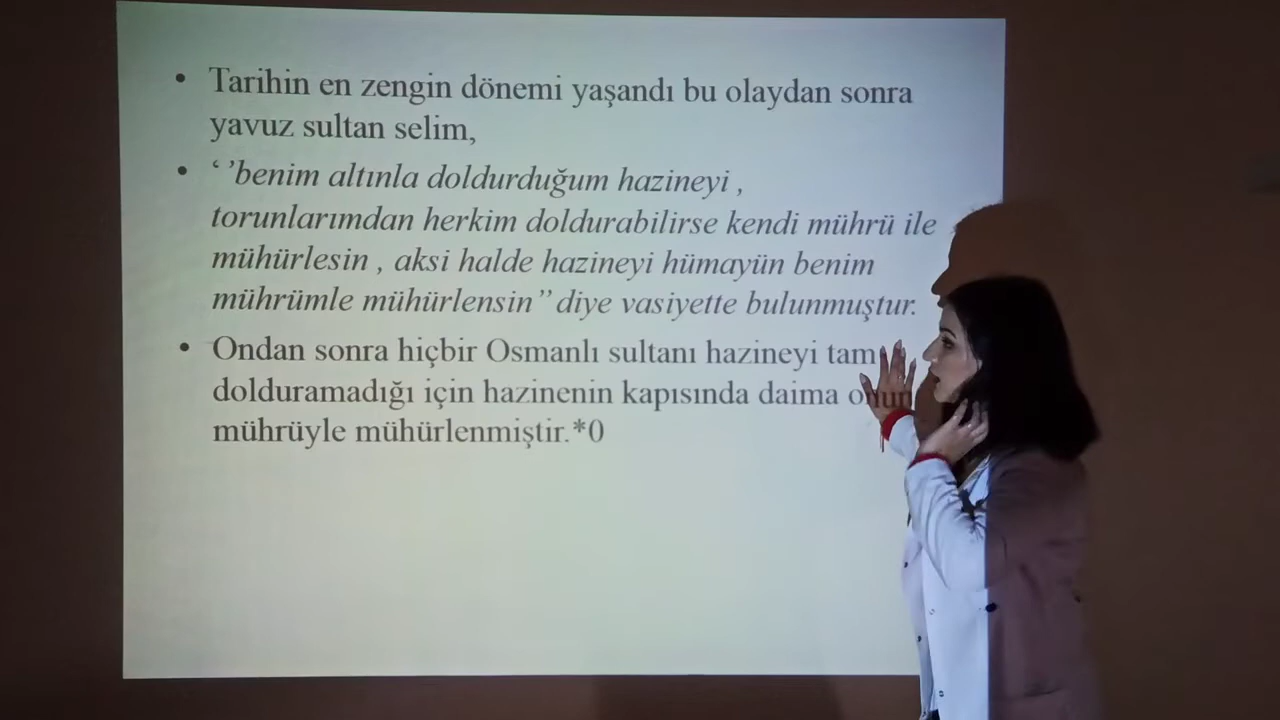 • Tarihin en zengin dönemi yaşandı bu olaydan sonra
yavuz sultan selim,
• ‘ ’benim altınla doldurduğum hazineyi ,
torunlarımdan herkim doldurabilirse kendi mührü ile
mühürlesin , aksi halde hazineyi hümayün benim
mührümle mühürlensin” diye vasiyette bulunmuştur.
• Ondan sonra hiçbir Osmanlı sultanı hazineyi tam
dolduramadığı için hazinenin kapısında daima onun
mührüyle mühürlenmiştir.*0